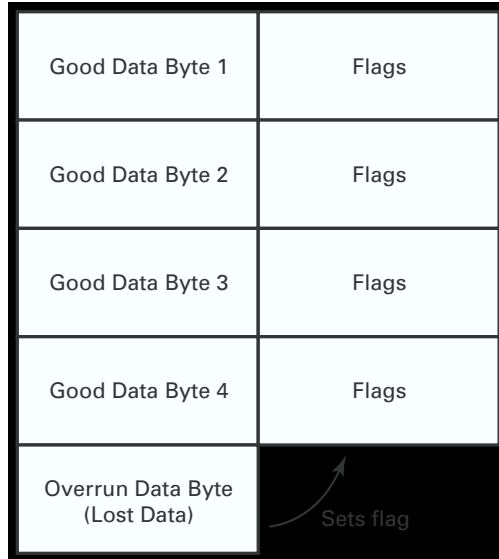 Good Data Byte 1
Flags
Good Data Byte 2
Flags
Good Data Byte 3
Flags
Good Data Byte 4
Flags
Overrun Data Byte
(Lost Data)
Sets flag